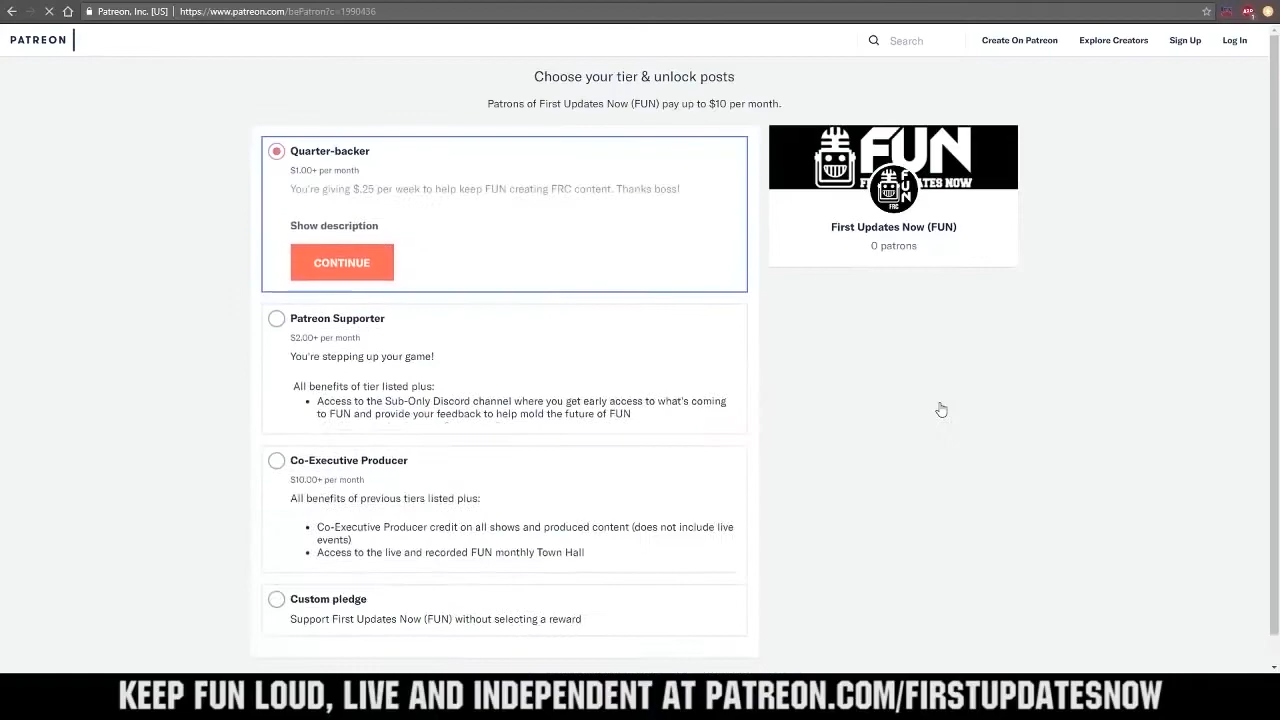 Patreon, Inc. [US] | https://www.patreon.com/bePatron?c=1990436
PATREON
Search
Create On Patreon
Explore Creators
Sign Up
Log In
Choose your tier & unlock posts
Patrons of First Updates Now (FUN) pay up to $10 per month.
Quarter-backer
$1.00+ per month
You're giving $.25 per week to help keep FUN creating FRC content. Thanks boss!
Show description
CONTINUE
FUN
FIRST UPDATES NOW
FUN
FRC
First Updates Now (FUN)
0 patrons
Patreon Supporter
$2.00+ per month
You're stepping up your game!
All benefits of tier listed plus:
• Access to the Sub-Only Discord channel where you get early access to what's coming
to FUN and provide your feedback to help mold the future of FUN
Co-Executive Producer
$10.00+ per month
All benefits of previous tiers listed plus:
• Co-Executive Producer credit on all shows and produced content (does not include live
events)
• Access to the live and recorded FUN monthly Town Hall
Custom pledge
Support First Updates Now (FUN) without selecting a reward
KEEP FUN LOUD, LIVE AND INDEPENDENT AT PATREON.COM/FIRSTUPDATESNOW